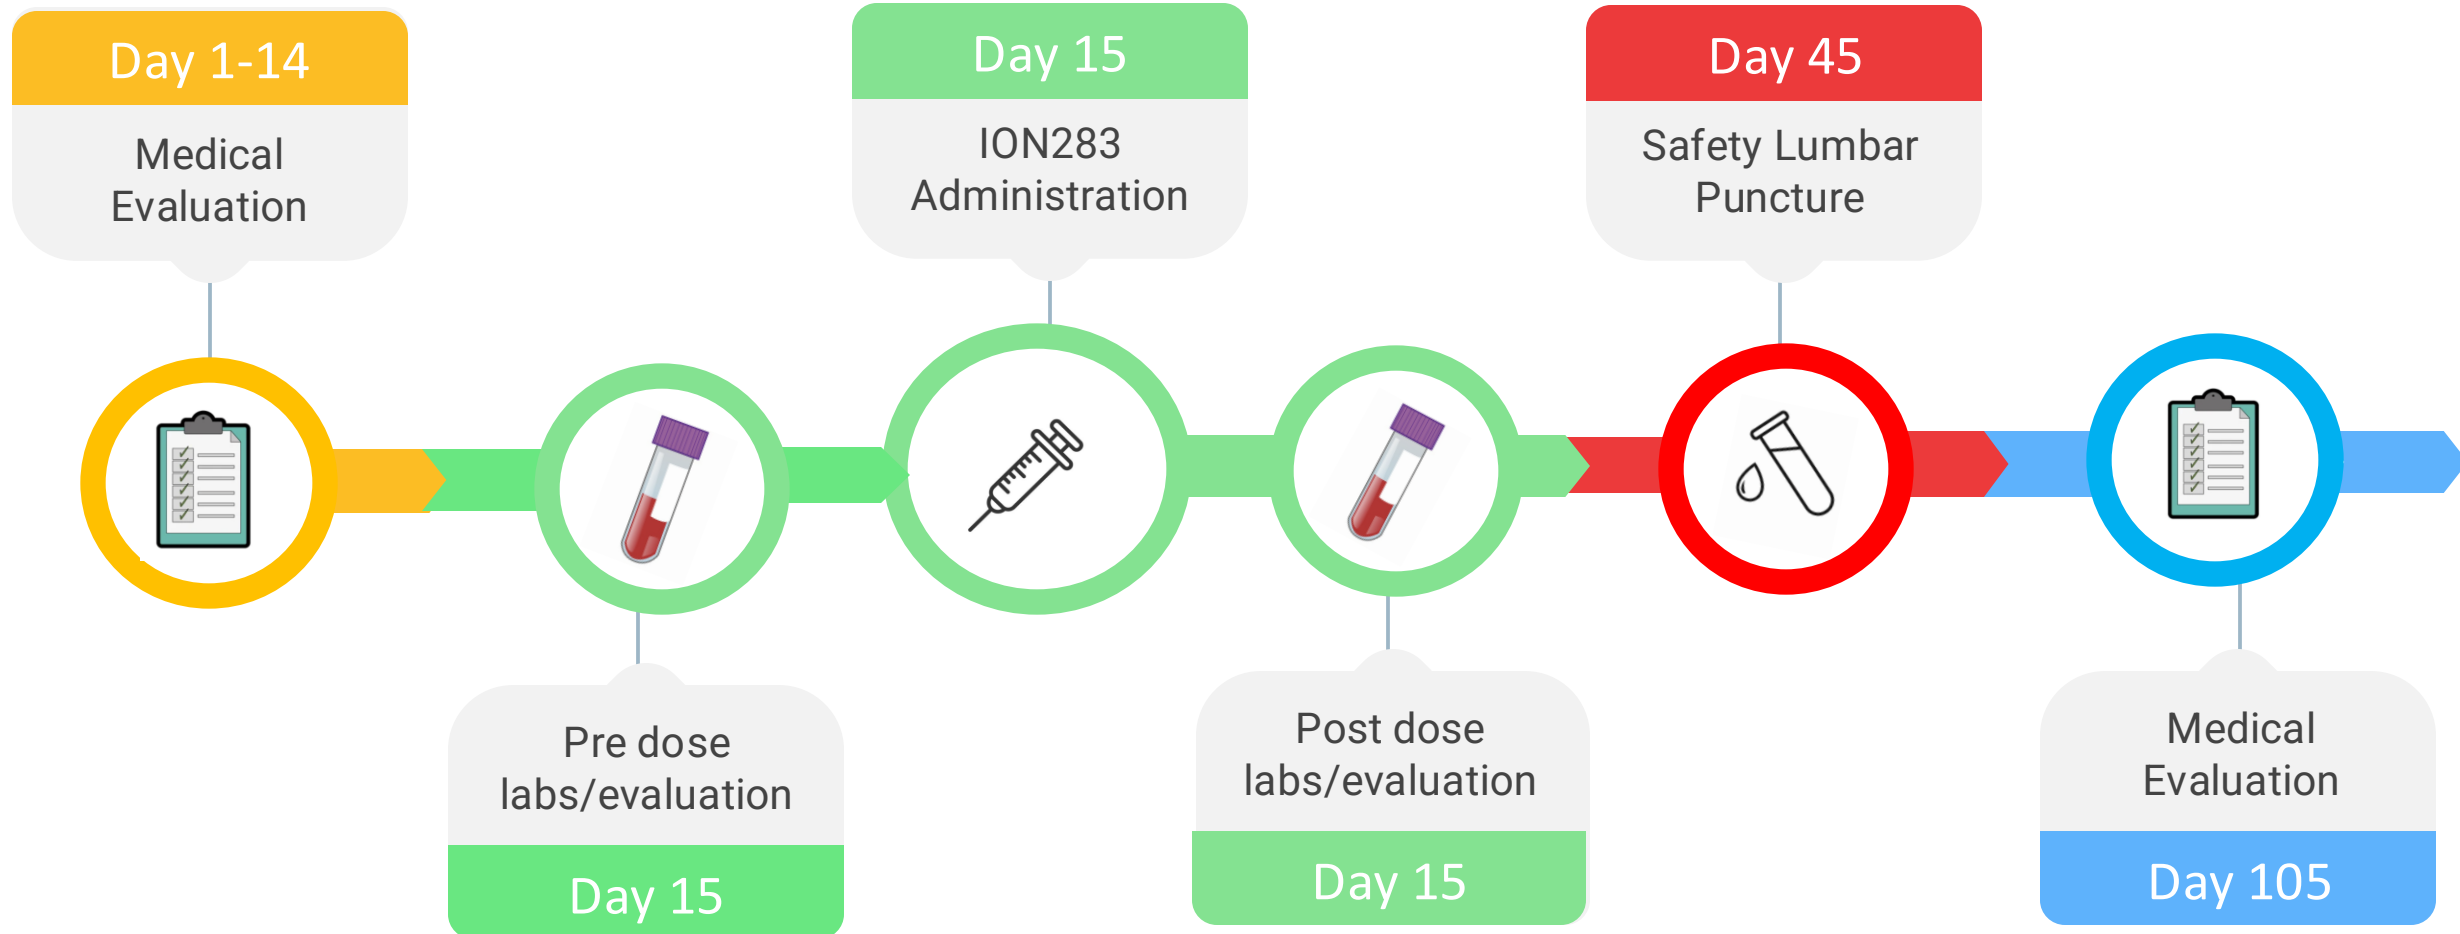 Day 1-14
Medical
Evaluation
Pre dose
labs/evaluation
Day 15
Day 15
ION283
Administration
Post dose
labs/evaluation
Day 15
Day 45
Safety Lumbar
Puncture
Medical
Evaluation
Day 105